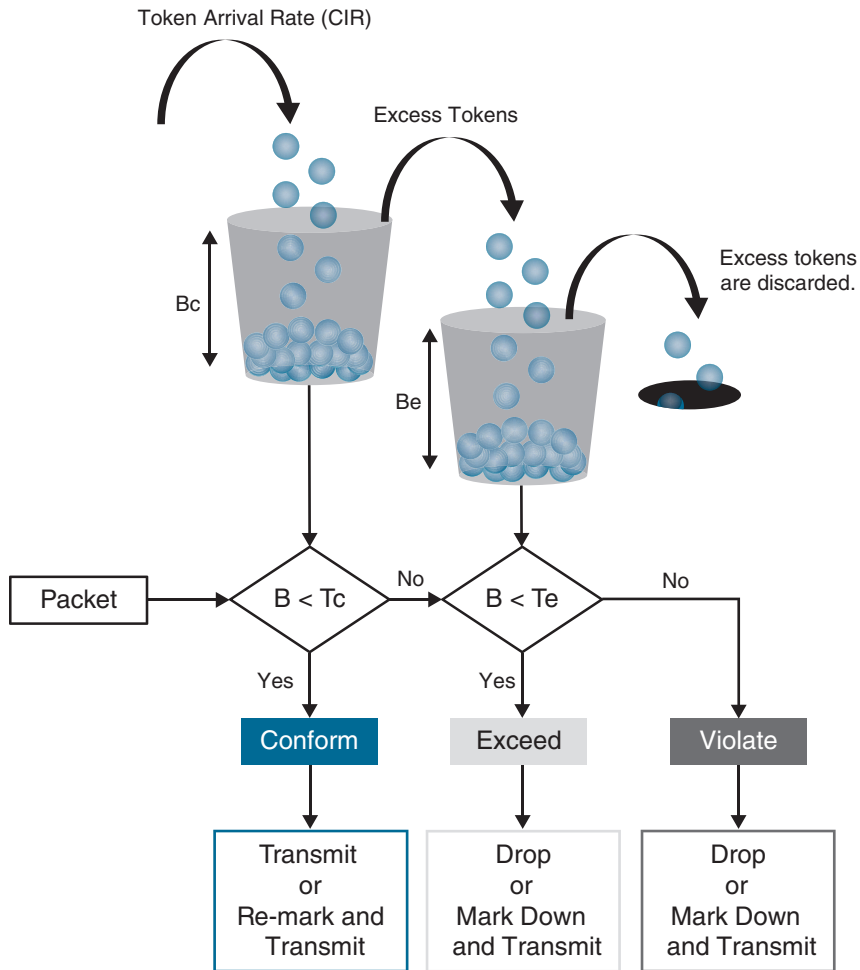 Token Arrival Rate (CIR)
Excess Tokens
Excess tokens
are discarded.
Bc
Be
Packet
B < Tc
No
B < Te
No
Yes
Yes
Conform
Exceed
Violate
Transmit
or
Re-mark and
Transmit
Drop
or
Mark Down
and Transmit
Drop
or
Mark Down
and Transmit